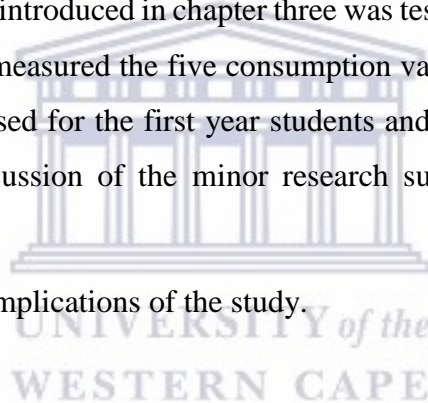 introduced in chapter three was tes
measured the five consumption va
sed for the first year students and
cussion of the minor research su
mplications of the study.
UNIVERSITY of the
WESTERN CAPE